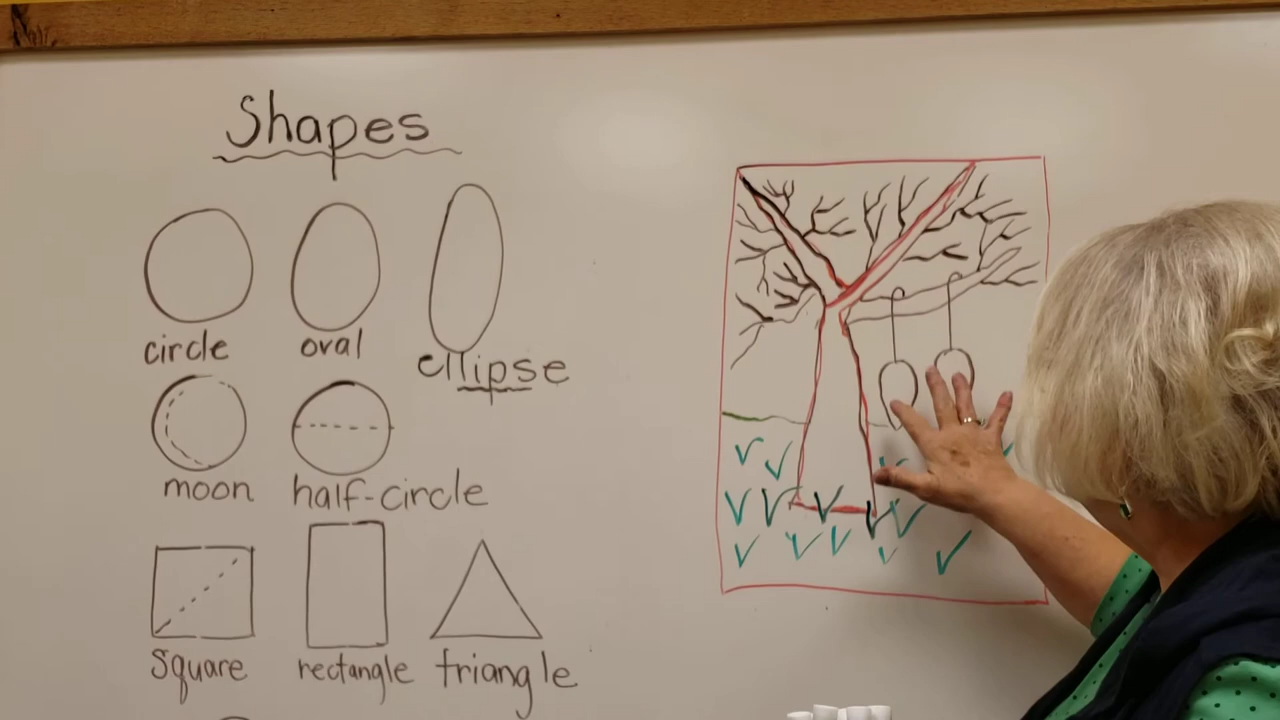 Shapes
circle oval ellipse
moon half-circle
square rectangle triangle